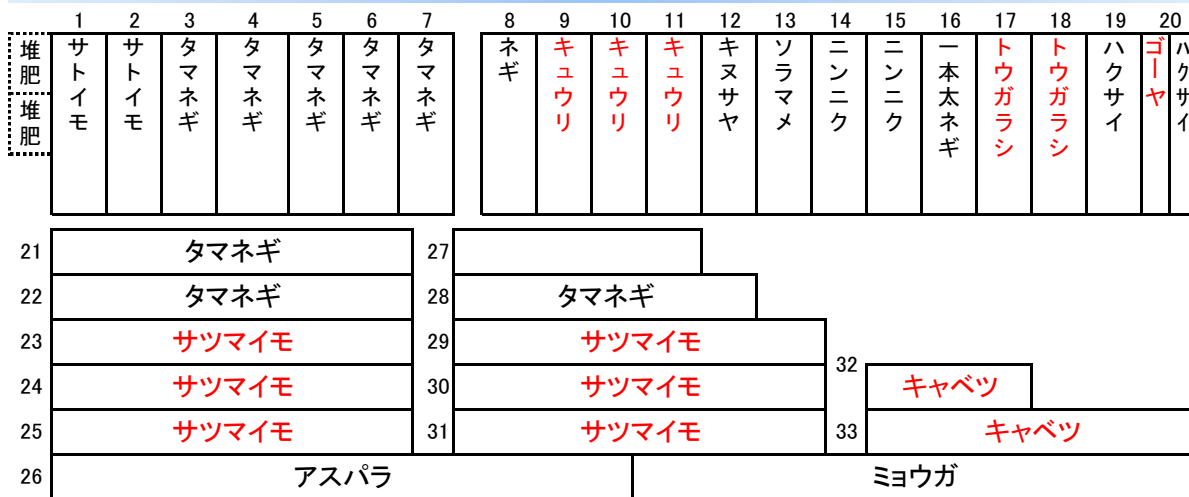 1 2 3 4 5 6 7 8 9 10 11 12 13 14 15 16 17 18 19 20
堆肥
堆肥
サトイモ
サトイモ
タマネギ
タマネギ
タマネギ
タマネギ
タマネギ
ネギ
キュウリ
キュウリ
キュウリ
キヌサヤ
ソラマメ
ニンニク
ニンニク
一本太ネギ
トウガラシ
トウガラシ
ハクサイ
ゴーヤ
ハクサイ
21 タマネギ 27
22 タマネギ 28 タマネギ
23 サツマイモ 29 サツマイモ
24 サツマイモ 30 サツマイモ 32 キャベツ
25 サツマイモ 31 サツマイモ 33 キャベツ
26 アスパラ ミョウガ